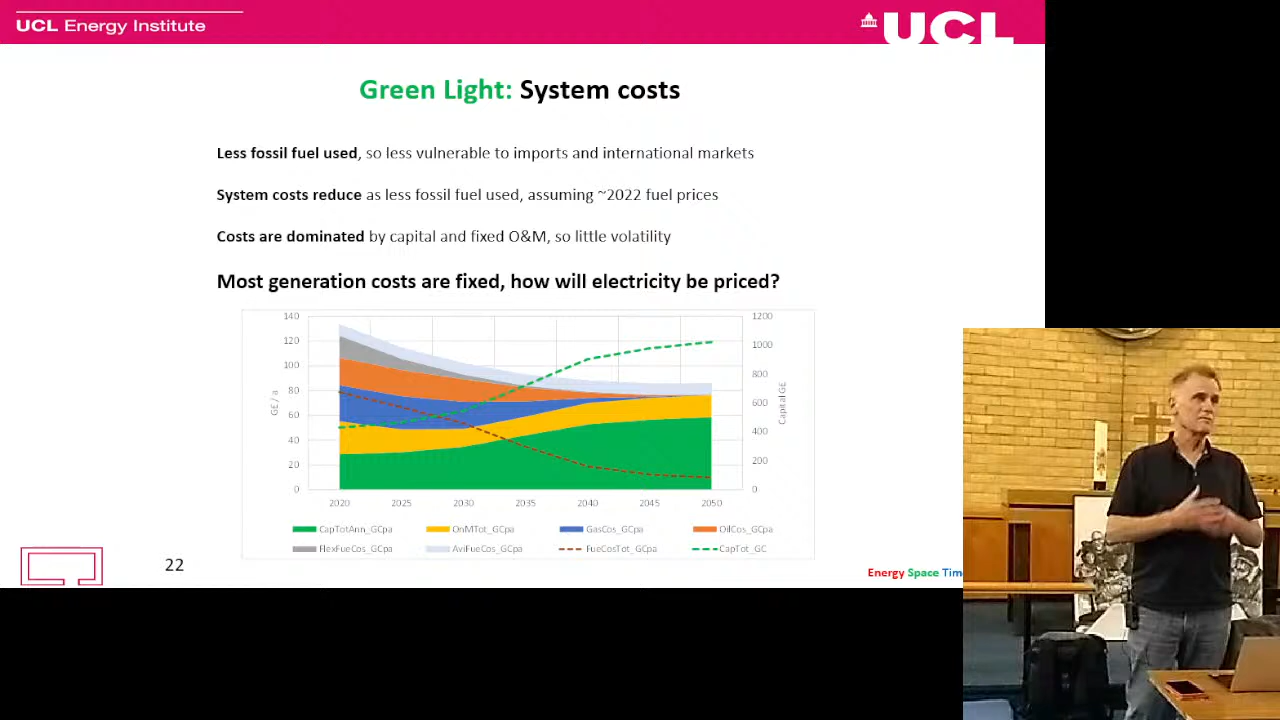 UCL Energy Institute
UCL
Green Light: System costs
Less fossil fuel used, so less vulnerable to imports and international markets
System costs reduce as less fossil fuel used, assuming ~2022 fuel prices
Costs are dominated by capital and fixed O&M, so little volatility
Most generation costs are fixed, how will electricity be priced?
140
120
100
80
60
40
20
0
G£ / a
1200
1000
800
600
400
200
0
Capital G£
2020 2025 2030 2035 2040 2045 2050
CapTotAnn_GCpa OnMTot_GCpa GasCos_GCpa OilCos_GCpa
FlexFueCos_GCpa AviFueCos_GCpa FueCosTot_GCpa CapTot_GC
22
Energy Space Tim